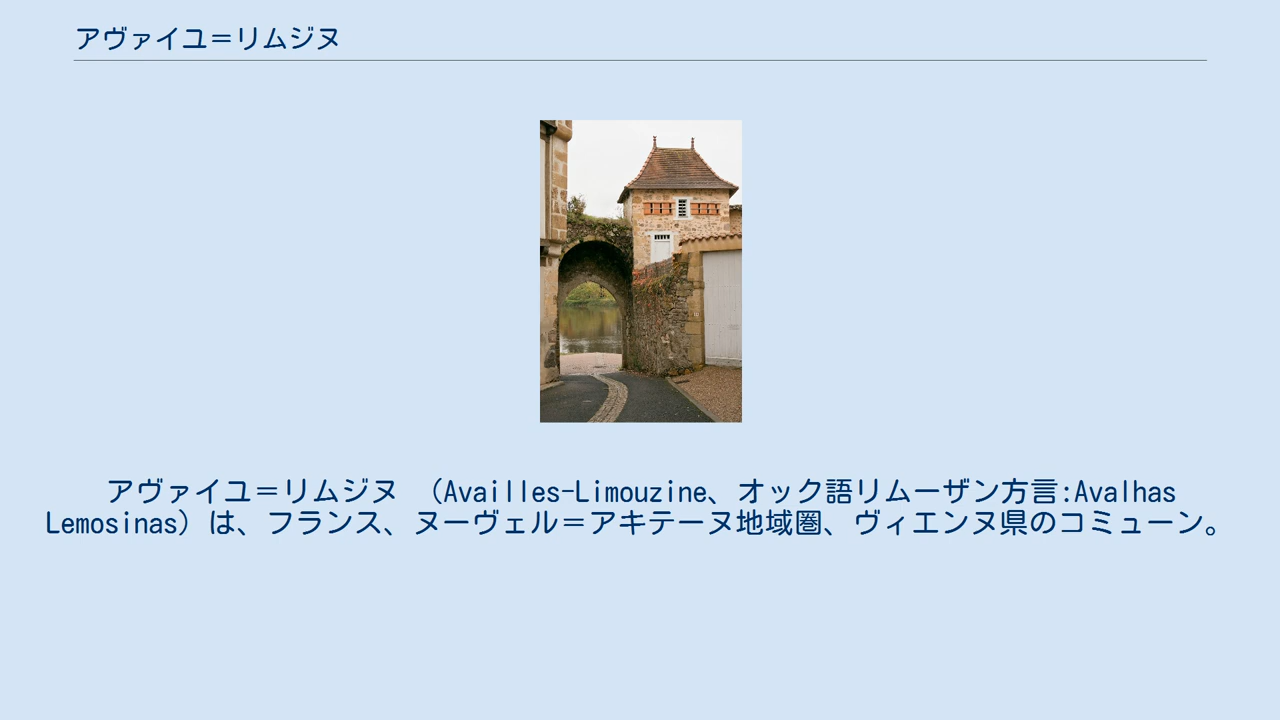 アヴァイユ＝リムジヌ
アヴァイユ＝リムジヌ （Availles-Limouzine、オック語リムーザン方言:Avalhas
Lemosinas）は、フランス、ヌーヴェル＝アキテーヌ地域圏、ヴィエンヌ県のコミューン。